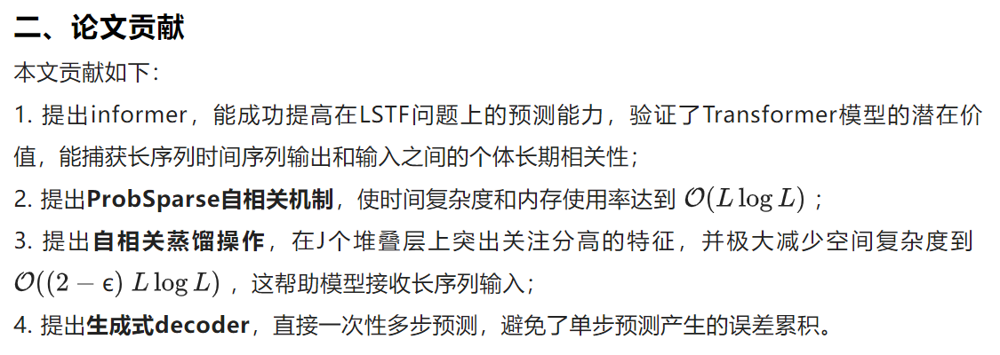 二、论文贡献
本文贡献如下：
1. 提出informer，能成功提高在LSTF问题上的预测能力，验证了Transformer模型的潜在价
值，能捕获长序列时间序列输出和输入之间的个体长期相关性；
2. 提出ProbSparse自相关机制，使时间复杂度和内存使用率达到 𝒪(L log L) ；
3. 提出自相关蒸馏操作，在J个堆叠层上突出关注分高的特征，并极大减少空间复杂度到
𝒪((2 − ϵ) L log L) ，这帮助模型接收长序列输入；
4. 提出生成式decoder，直接一次性多步预测，避免了单步预测产生的误差累积。